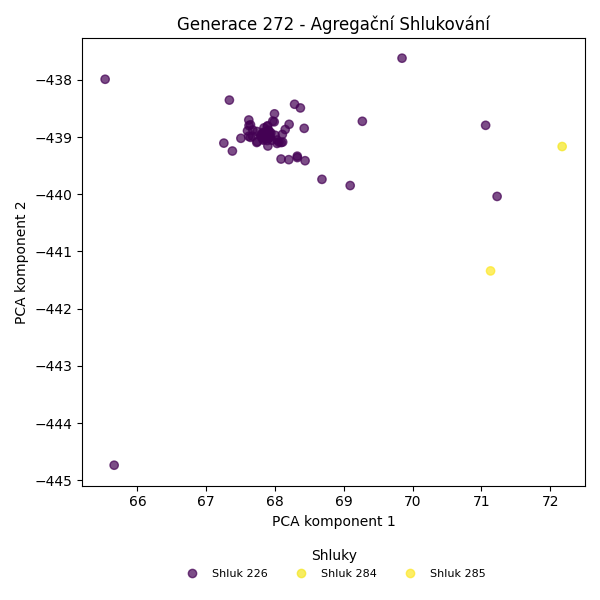 Generace 272 - Agregační Shlukování
PCA komponent 2
−438
−439
−440
−441
−442
−443
−444
−445
66 67 68 69 70 71 72
PCA komponent 1
Shluky
Shluk 226 Shluk 284 Shluk 285